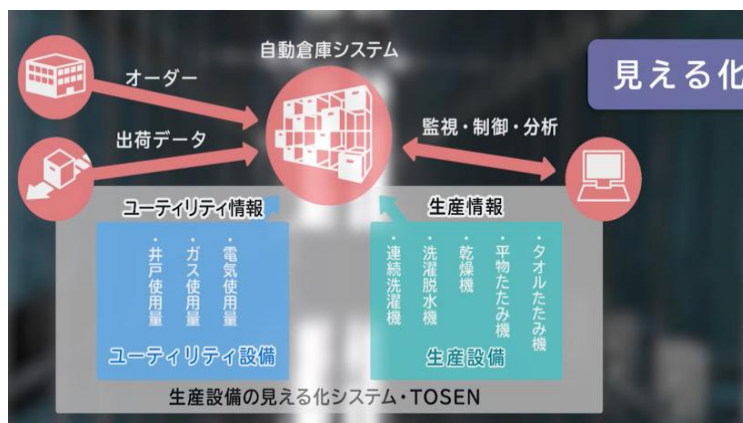 自動倉庫システム
見える化
オーダー
出荷データ
監視・制御・分析
ユーティリティ情報
生産情報
・電気使用量
・ガス使用量
・井戸使用量
ユーティリティ設備
・タオルたたみ機
・平物たたみ機
・乾燥機
・洗濯脱水機
・連続洗濯機
生産設備
生産設備の見える化システム・TOSEN